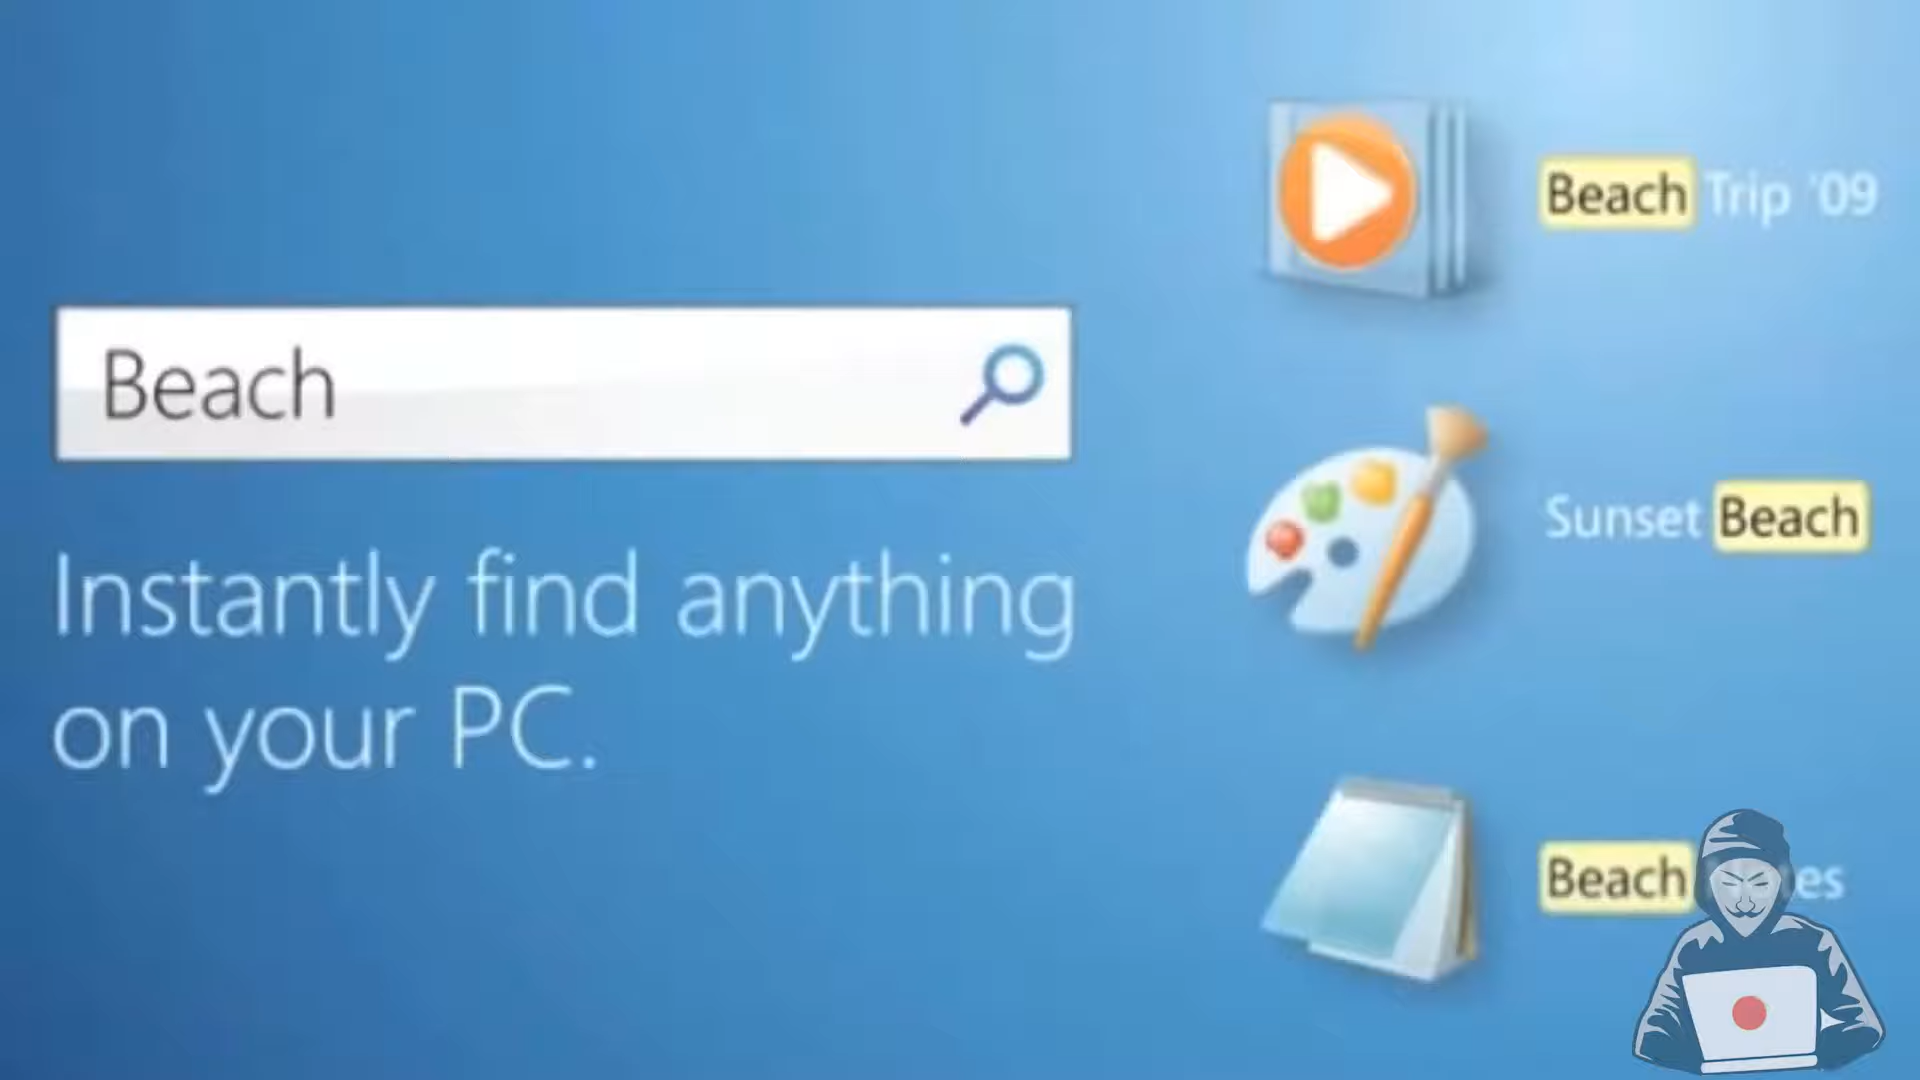 Beach
Instantly find anything
on your PC.
Beach Trip '09
Sunset Beach
Beach